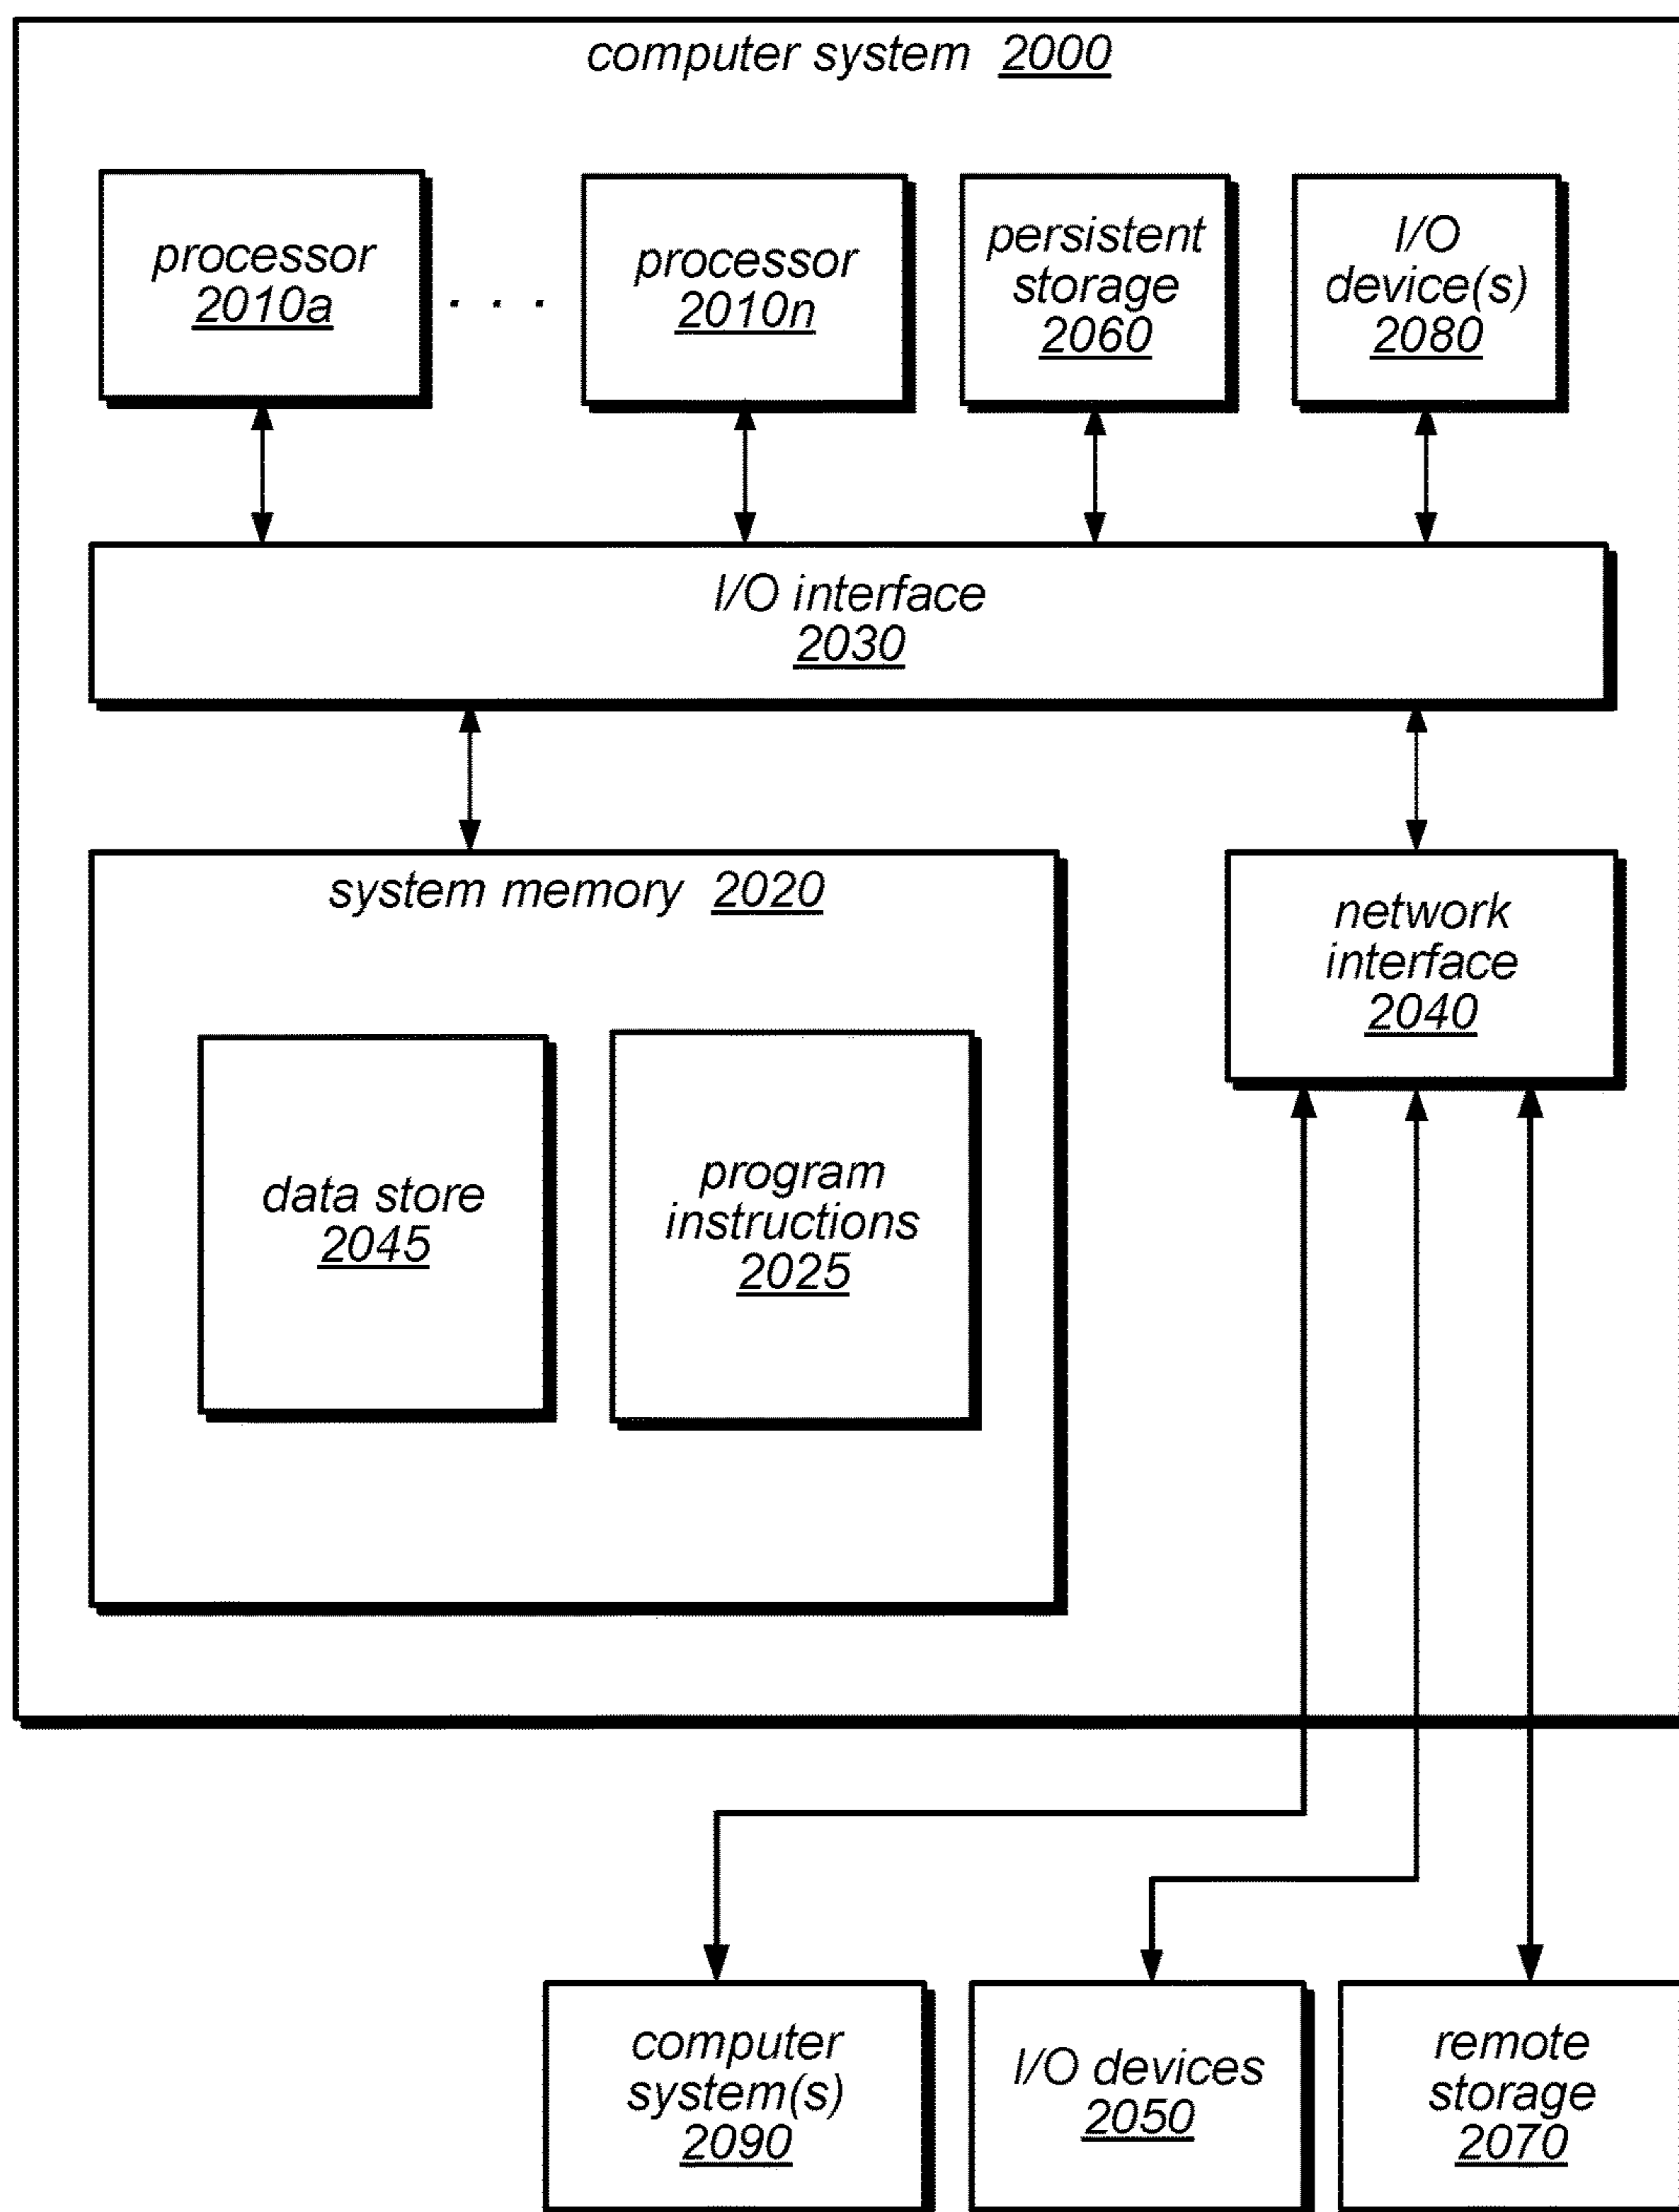 computer system 2000
processor
2010a
. . .
processor
2010n
persistent
storage
2060
I/O
device(s)
2080
I/O interface
2030
system memory 2020
data store
2045
program
instructions
2025
network
interface
2040
computer
system(s)
2090
I/O devices
2050
remote
storage
2070